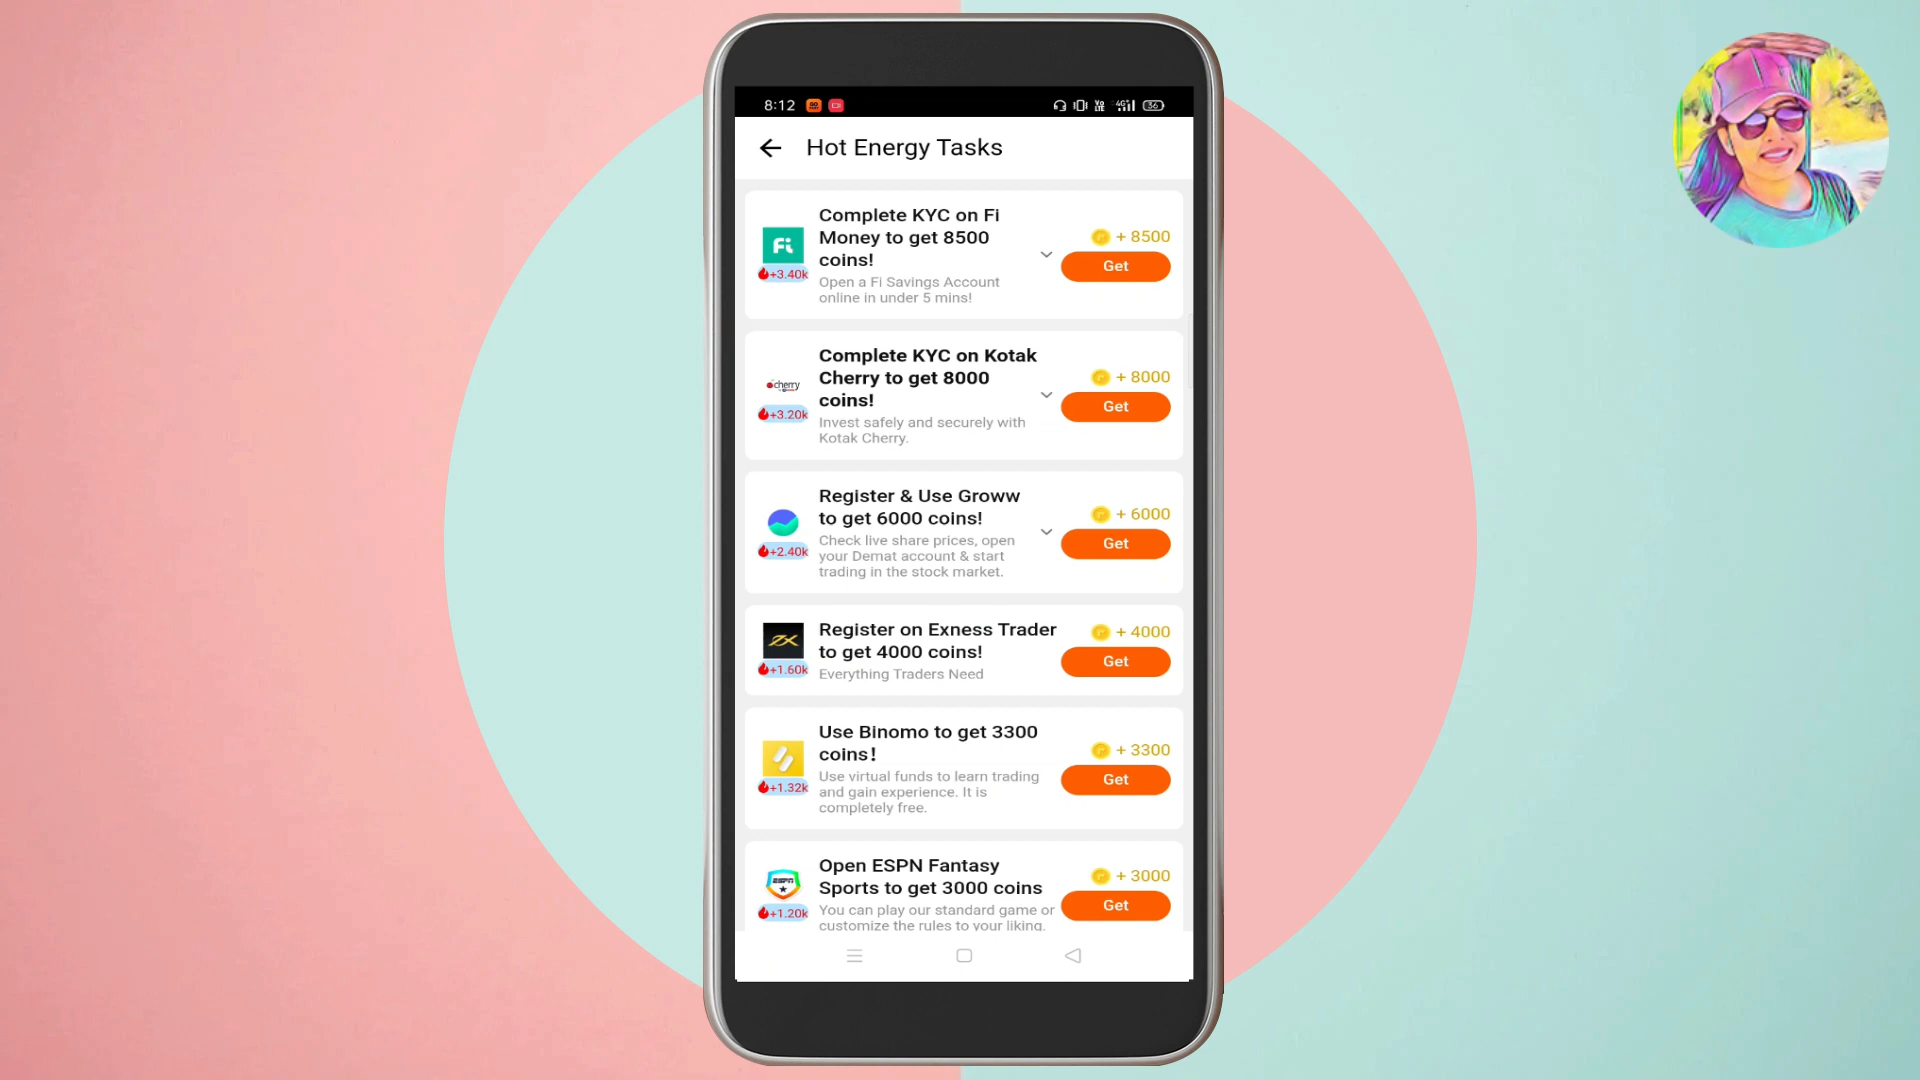 8:12
36
Hot Energy Tasks
Complete KYC on Fi
Money to get 8500
coins!
Open a Fi Savings Account
online in under 5 mins!
Fi
+3.40k
+ 8500
Get
Complete KYC on Kotak
Cherry to get 8000
coins!
Invest safely and securely with
Kotak Cherry.
cherry
+3.20k
+ 8000
Get
Register & Use Groww
to get 6000 coins!
Check live share prices, open
your Demat account & start
trading in the stock market.
+2.40k
+ 6000
Get
Register on Exness Trader
to get 4000 coins!
Everything Traders Need
+1.60k
+ 4000
Get
Use Binomo to get 3300
coins!
Use virtual funds to learn trading
and gain experience. It is
completely free.
+1.32k
+ 3300
Get
Open ESPN Fantasy
Sports to get 3000 coins
You can play our standard game or
customize the rules to your liking.
ESPN
+1.20k
+ 3000
Get